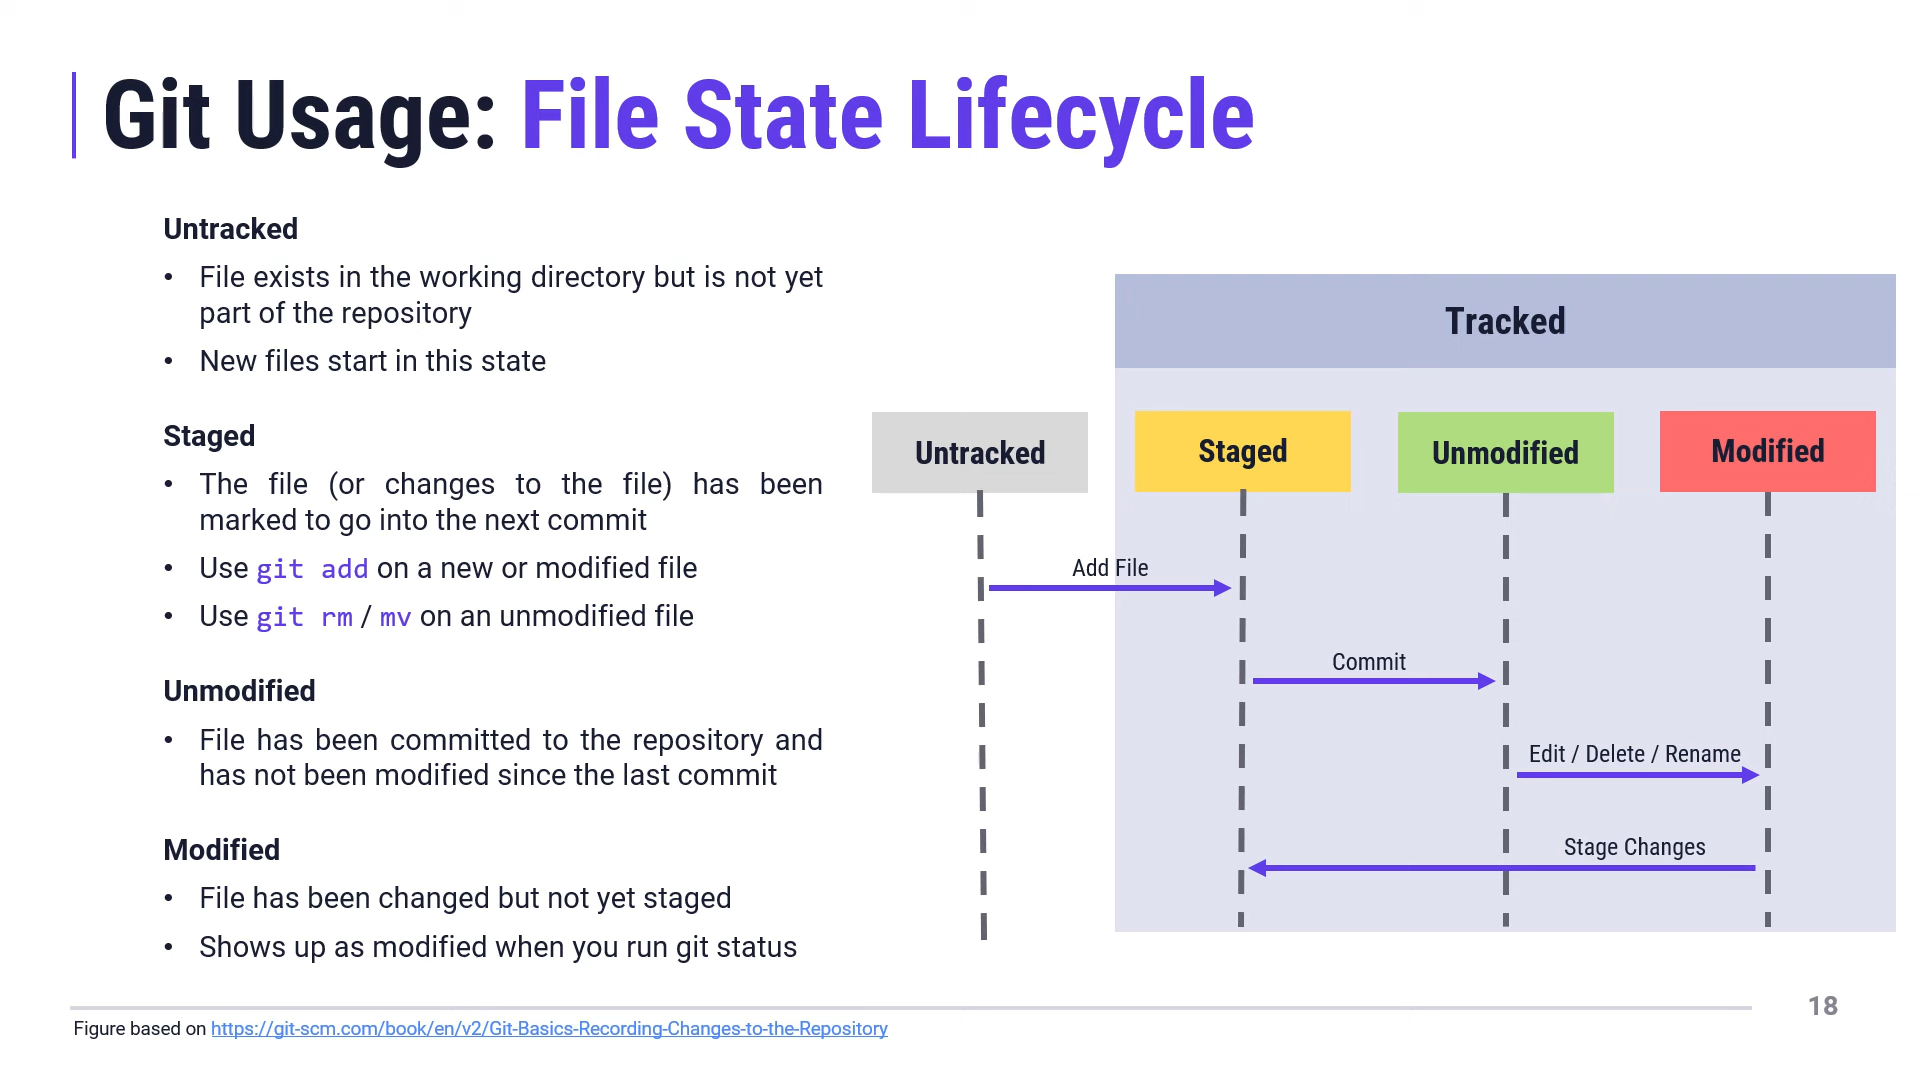 Git Usage: File State Lifecycle
Untracked
• File exists in the working directory but is not yet
part of the repository
• New files start in this state
Staged
• The file (or changes to the file) has been
marked to go into the next commit
• Use git add on a new or modified file
• Use git rm / mv on an unmodified file
Unmodified
• File has been committed to the repository and
has not been modified since the last commit
Modified
• File has been changed but not yet staged
• Shows up as modified when you run git status
Tracked
Untracked
Staged
Unmodified
Modified
Add File
Commit
Edit / Delete / Rename
Stage Changes
Figure based on https://git-scm.com/book/en/v2/Git-Basics-Recording-Changes-to-the-Repository
18